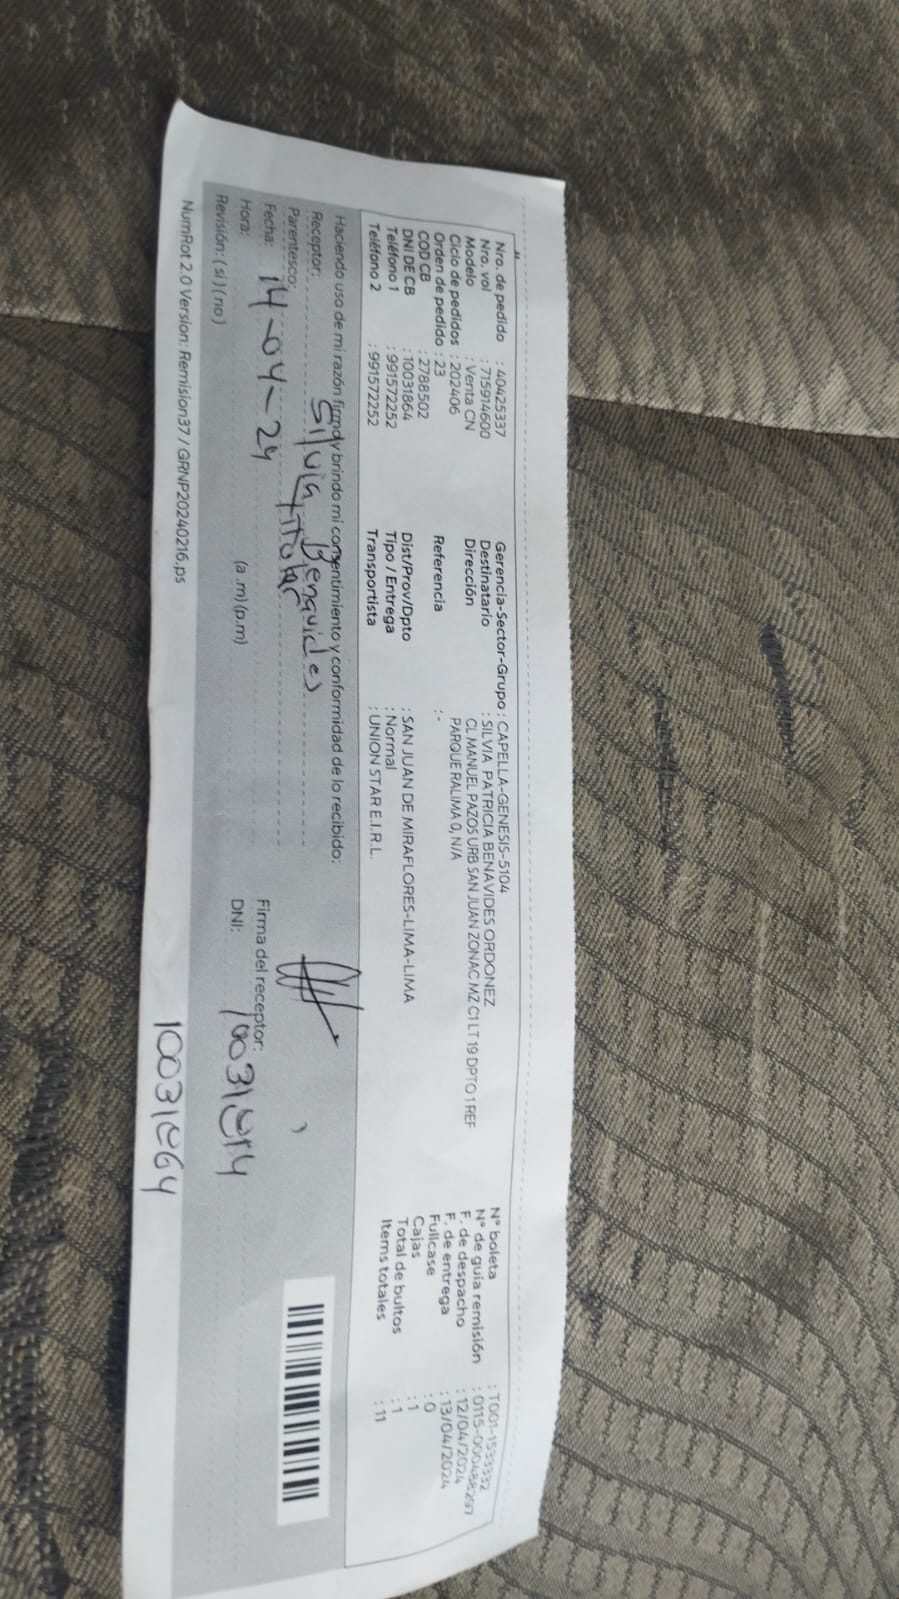 Nro. de pedido : 40425337
Nro. vol : 715914600
Modelo : Venta CN
Ciclo de pedidos : 202406
Orden de pedido : 23
COD CB : 2788502
DNI DE CB : 10031864
Teléfono 1 : 991572252
Teléfono 2 : 991572252
Gerencia-Sector-Grupo : CAPELLA-GENESIS-5104
Destinatario : SILVIA PATRICIA BENAVIDES ORDONEZ
Dirección CL MANUEL PAZOS URB SAN JUAN ZONA C MZ C1 LT 19 DPTO 1 REF
PARQUE RALIMA 0, N/A
Referencia :-
Dist/Prov/Dpto : SAN JUAN DE MIRAFLORES-LIMA-LIMA
Tipo / Entrega : Normal
Transportista : UNION STAR E.I.R.L.
N° boleta : T001-1533332
N° de guía remisión : 0115-000488237
F. de despacho : 12/04/2024
F. de entrega : 13/04/2024
Fullcase : 0
Cajas : 1
Total de bultos : 1
Items totales : 11
Haciendo uso de mi razón firmo y brindo mi consentimiento y conformidad de lo recibido:
Receptor: Silvia Benavides
Parentesco: titular
Fecha: 14-04-24
Hora: (a .m) (p.m)
Revisión: ( si ) ( no )
Firma del receptor:
DNI:
10031864
NumRot 2.0 Version: Remision37 / GRNP20240216.ps